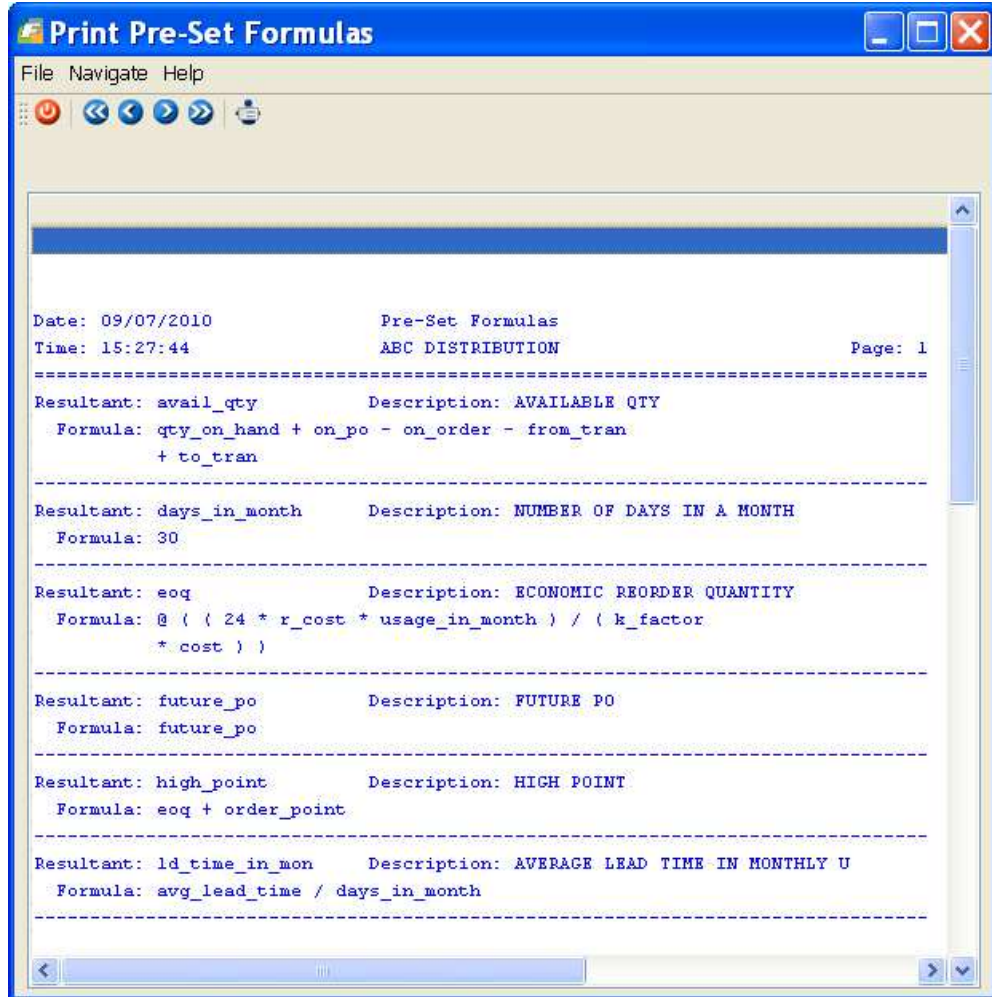 Print Pre-Set Formulas
File Navigate Help
Date: 09/07/2010 Pre-Set Formulas
Time: 15:27:44 ABC DISTRIBUTION Page: 1
================================================================================
Resultant: avail_qty Description: AVAILABLE QTY
Formula: qty_on_hand + on_po - on_order - from_tran
+ to_tran
--------------------------------------------------------------------------------
Resultant: days_in_month Description: NUMBER OF DAYS IN A MONTH
Formula: 30
--------------------------------------------------------------------------------
Resultant: eoq Description: ECONOMIC REORDER QUANTITY
Formula: @ ( ( 24 * r_cost * usage_in_month ) / ( k_factor
* cost ) )
--------------------------------------------------------------------------------
Resultant: future_po Description: FUTURE PO
Formula: future_po
--------------------------------------------------------------------------------
Resultant: high_point Description: HIGH POINT
Formula: eoq + order_point
--------------------------------------------------------------------------------
Resultant: ld_time_in_mon Description: AVERAGE LEAD TIME IN MONTHLY U
Formula: avg_lead_time / days_in_month
--------------------------------------------------------------------------------